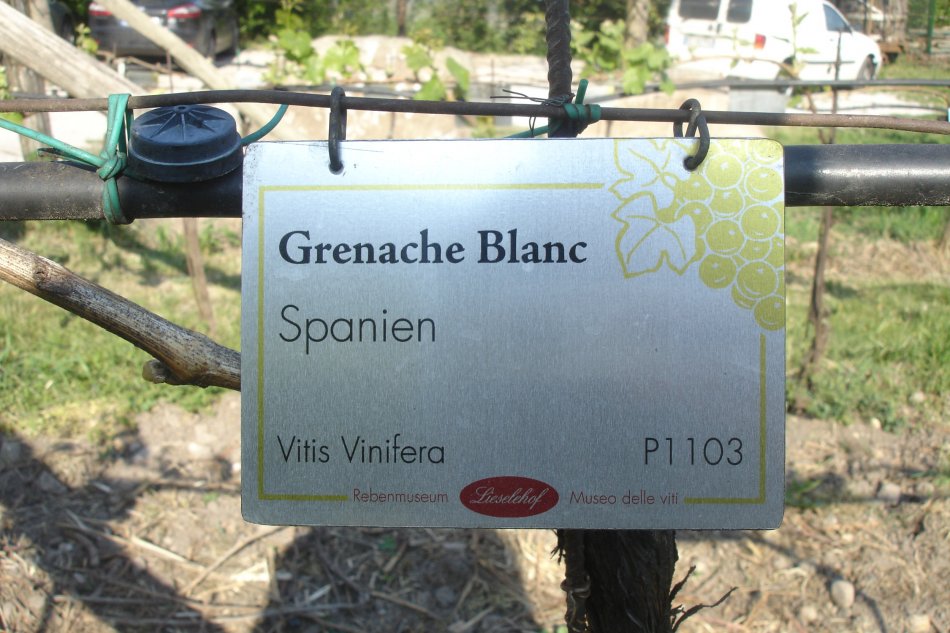 Grenache Blanc
Spanien
Vitis Vinifera P1103
Rebenmuseum Lieselehof Museo delle viti